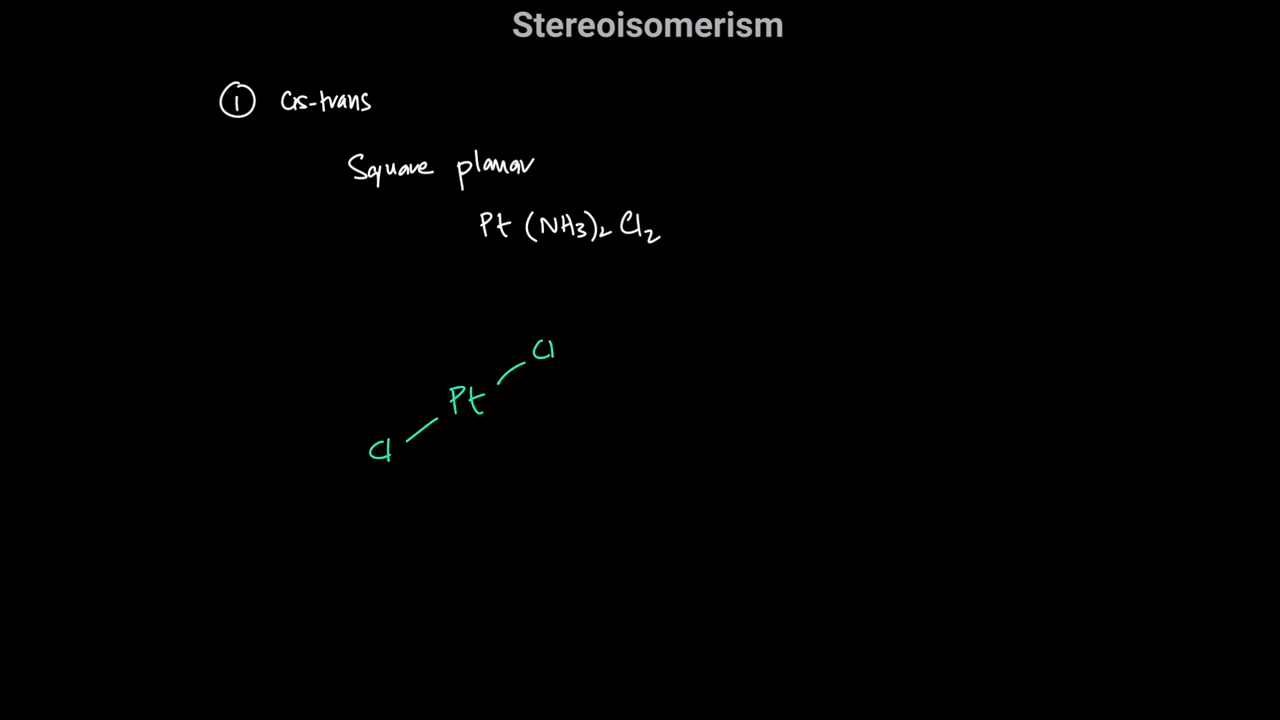 Stereoisomerism
① cis-trans
Square planar
Pt (NH3)2 Cl2
Cl
Pt
Cl